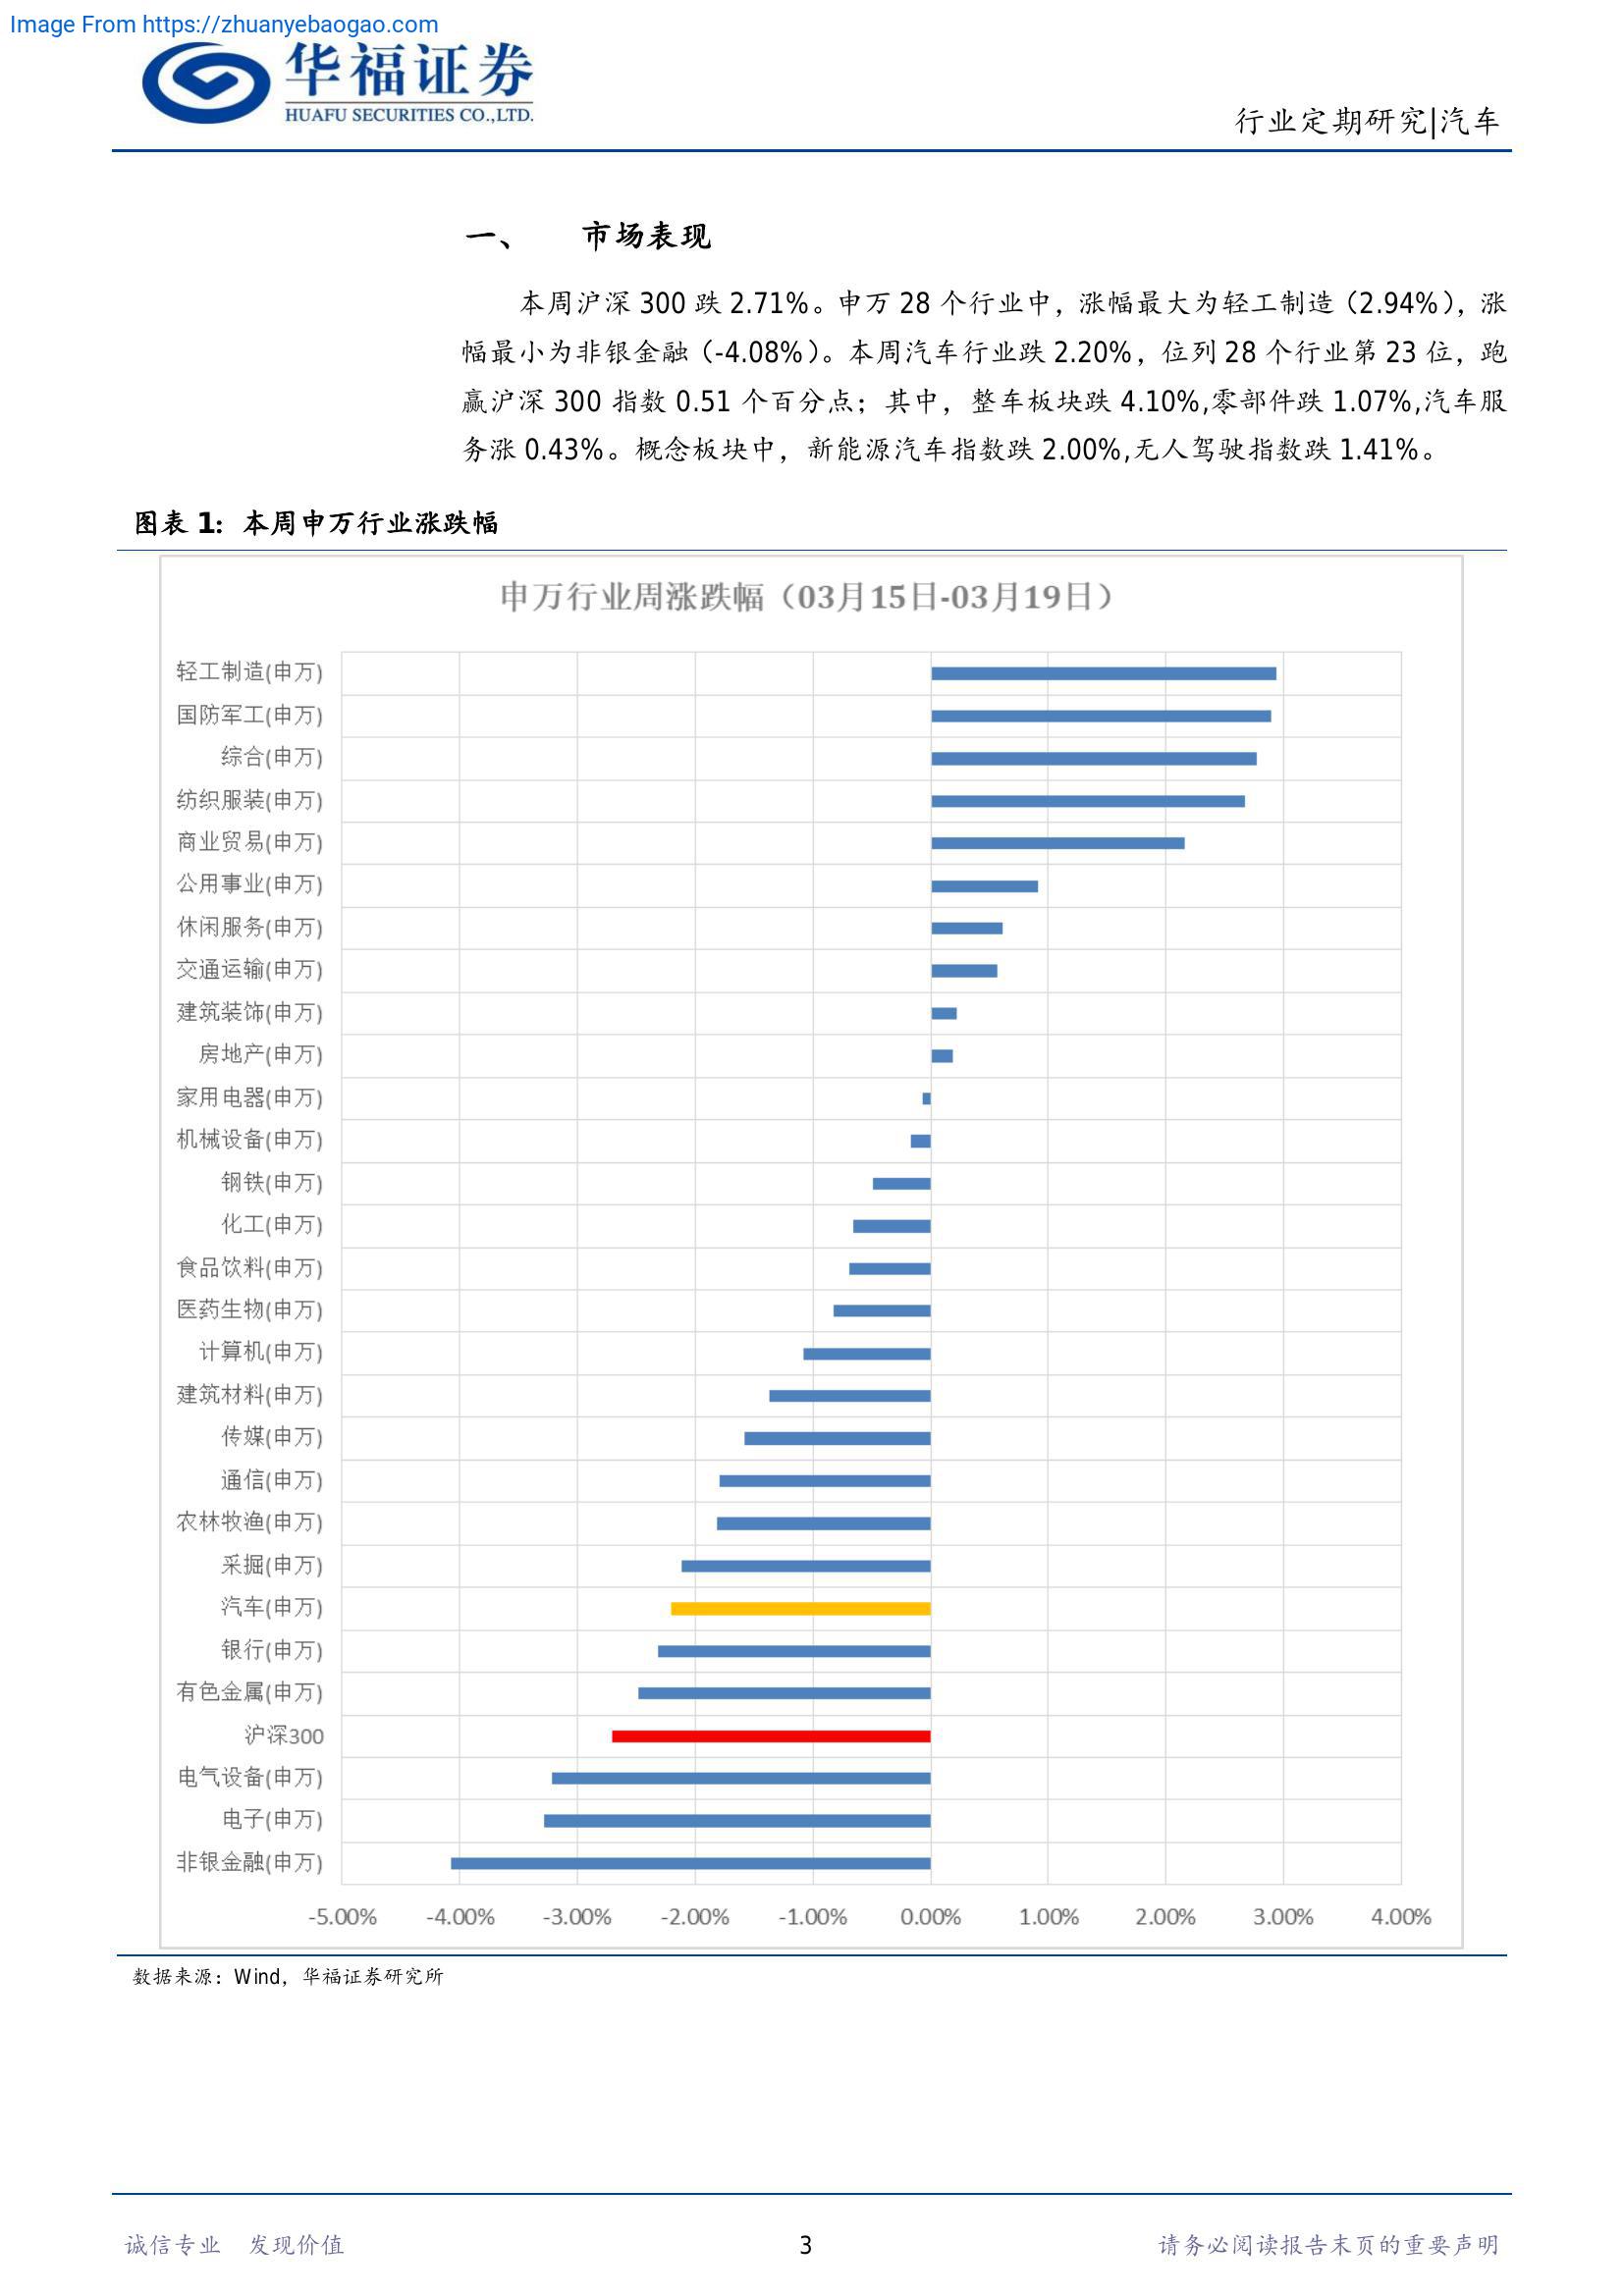 Image From https://zhuanyebaogao.com
华福证券
HUAFU SECURITIES CO.,LTD.
行业定期研究|汽车
一、 市场表现
本周沪深 300 跌 2.71%。申万 28 个行业中，涨幅最大为轻工制造（2.94%），涨
幅最小为非银金融（-4.08%）。本周汽车行业跌 2.20%，位列 28 个行业第 23 位，跑
赢沪深 300 指数 0.51 个百分点；其中，整车板块跌 4.10%,零部件跌 1.07%,汽车服
务涨 0.43%。概念板块中，新能源汽车指数跌 2.00%,无人驾驶指数跌 1.41%。
图表 1：本周申万行业涨跌幅
申万行业周涨跌幅（03月15日-03月19日）
轻工制造(申万)
国防军工(申万)
综合(申万)
纺织服装(申万)
商业贸易(申万)
公用事业(申万)
休闲服务(申万)
交通运输(申万)
建筑装饰(申万)
房地产(申万)
家用电器(申万)
机械设备(申万)
钢铁(申万)
化工(申万)
食品饮料(申万)
医药生物(申万)
计算机(申万)
建筑材料(申万)
传媒(申万)
通信(申万)
农林牧渔(申万)
采掘(申万)
汽车(申万)
银行(申万)
有色金属(申万)
沪深300
电气设备(申万)
电子(申万)
非银金融(申万)
-5.00% -4.00% -3.00% -2.00% -1.00% 0.00% 1.00% 2.00% 3.00% 4.00%
数据来源：Wind，华福证券研究所
诚信专业 发现价值 3 请务必阅读报告末页的重要声明